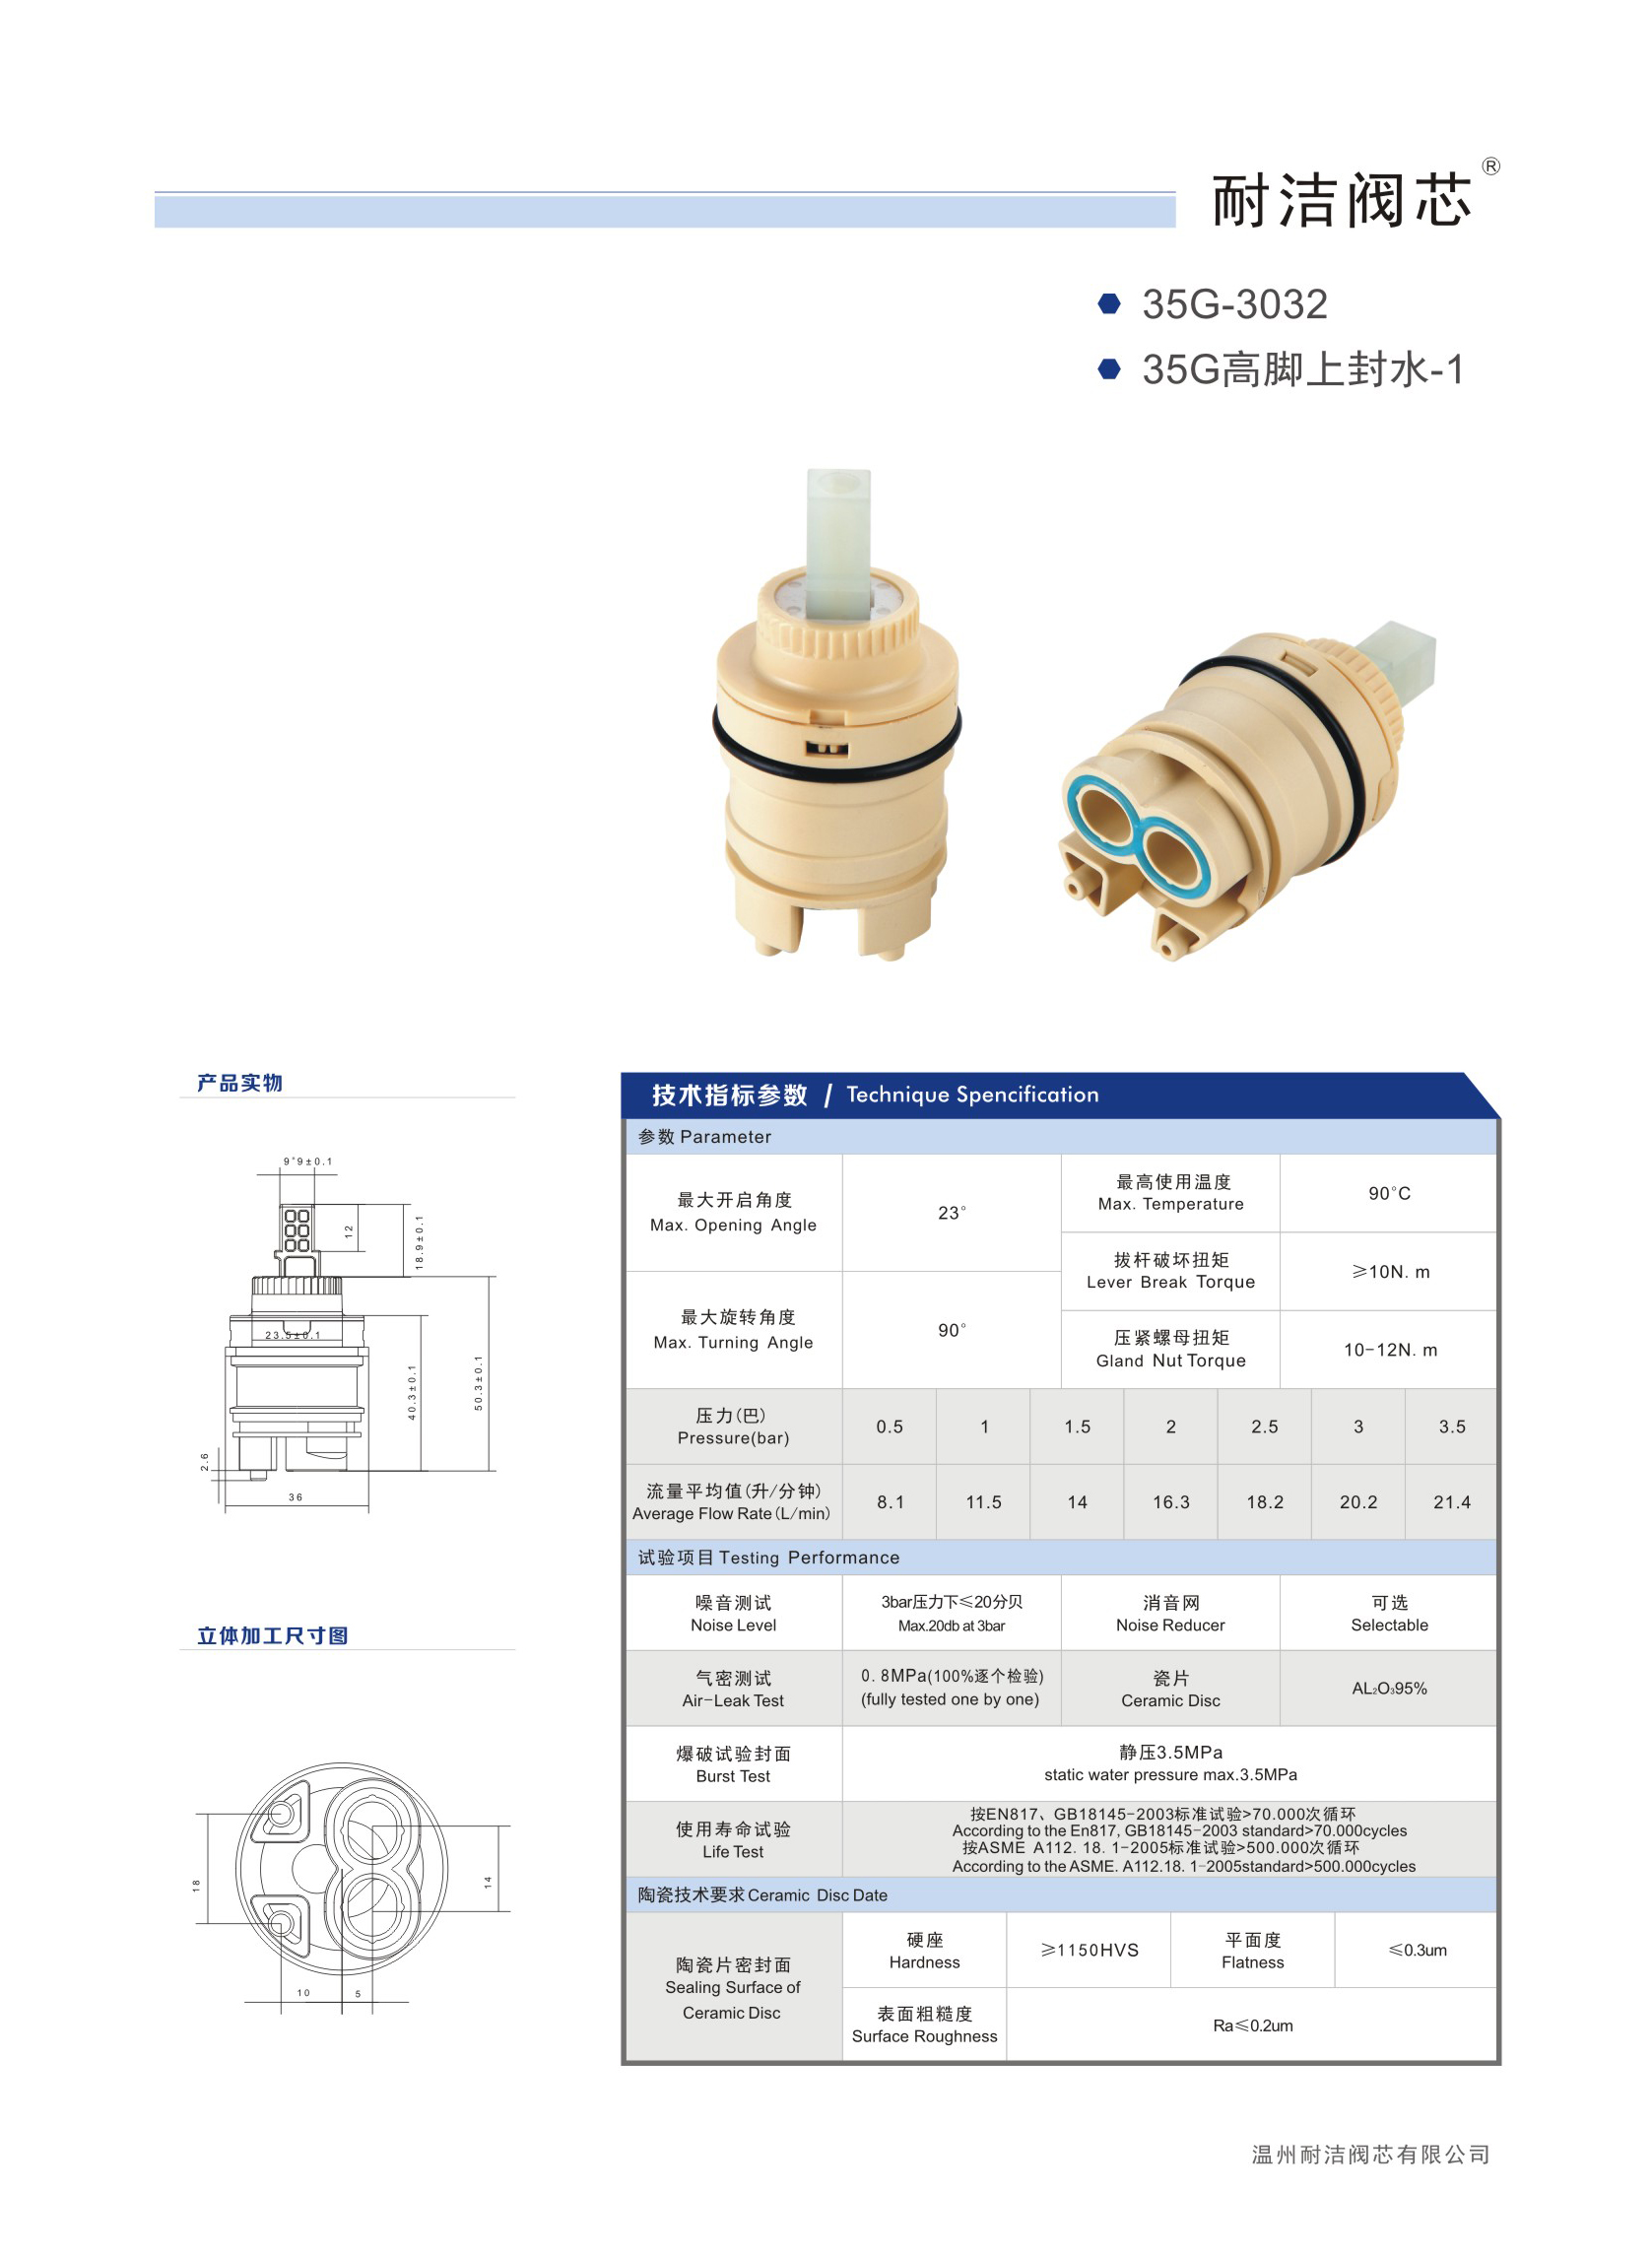 耐洁阀芯®
35G-3032
35G高脚上封水-1
产品实物
9*9±0.1
12
18.9±0.1
23.5±0.1
40.3±0.1
50.3±0.1
2.6
36
立体加工尺寸图
18
14
10
5
技术指标参数 / Technique Spencification
参数 Parameter
最大开启角度
Max. Opening Angle
23°
最高使用温度
Max. Temperature
90°C
拔杆破坏扭矩
Lever Break Torque
≥10N. m
最大旋转角度
Max. Turning Angle
90°
压紧螺母扭矩
Gland Nut Torque
10-12N. m
压力(巴)
Pressure(bar)
0.5 1 1.5 2 2.5 3 3.5
流量平均值(升/分钟)
Average Flow Rate(L/min)
8.1 11.5 14 16.3 18.2 20.2 21.4
试验项目 Testing Performance
噪音测试
Noise Level
3bar压力下≤20分贝
Max.20db at 3bar
消音网
Noise Reducer
可选
Selectable
气密测试
Air-Leak Test
0. 8MPa(100%逐个检验)
(fully tested one by one)
瓷片
Ceramic Disc
AL₂O₃95%
爆破试验封面
Burst Test
静压3.5MPa
static water pressure max.3.5MPa
使用寿命试验
Life Test
按EN817、GB18145-2003标准试验>70.000次循环
According to the En817, GB18145-2003 standard>70.000cycles
按ASME A112. 18. 1-2005标准试验>500.000次循环
According to the ASME. A112.18. 1-2005standard>500.000cycles
陶瓷技术要求 Ceramic Disc Date
陶瓷片密封面
Sealing Surface of
Ceramic Disc
硬座
Hardness
≥1150HVS
平面度
Flatness
≤0.3um
表面粗糙度
Surface Roughness
Ra≤0.2um
温州耐洁阀芯有限公司